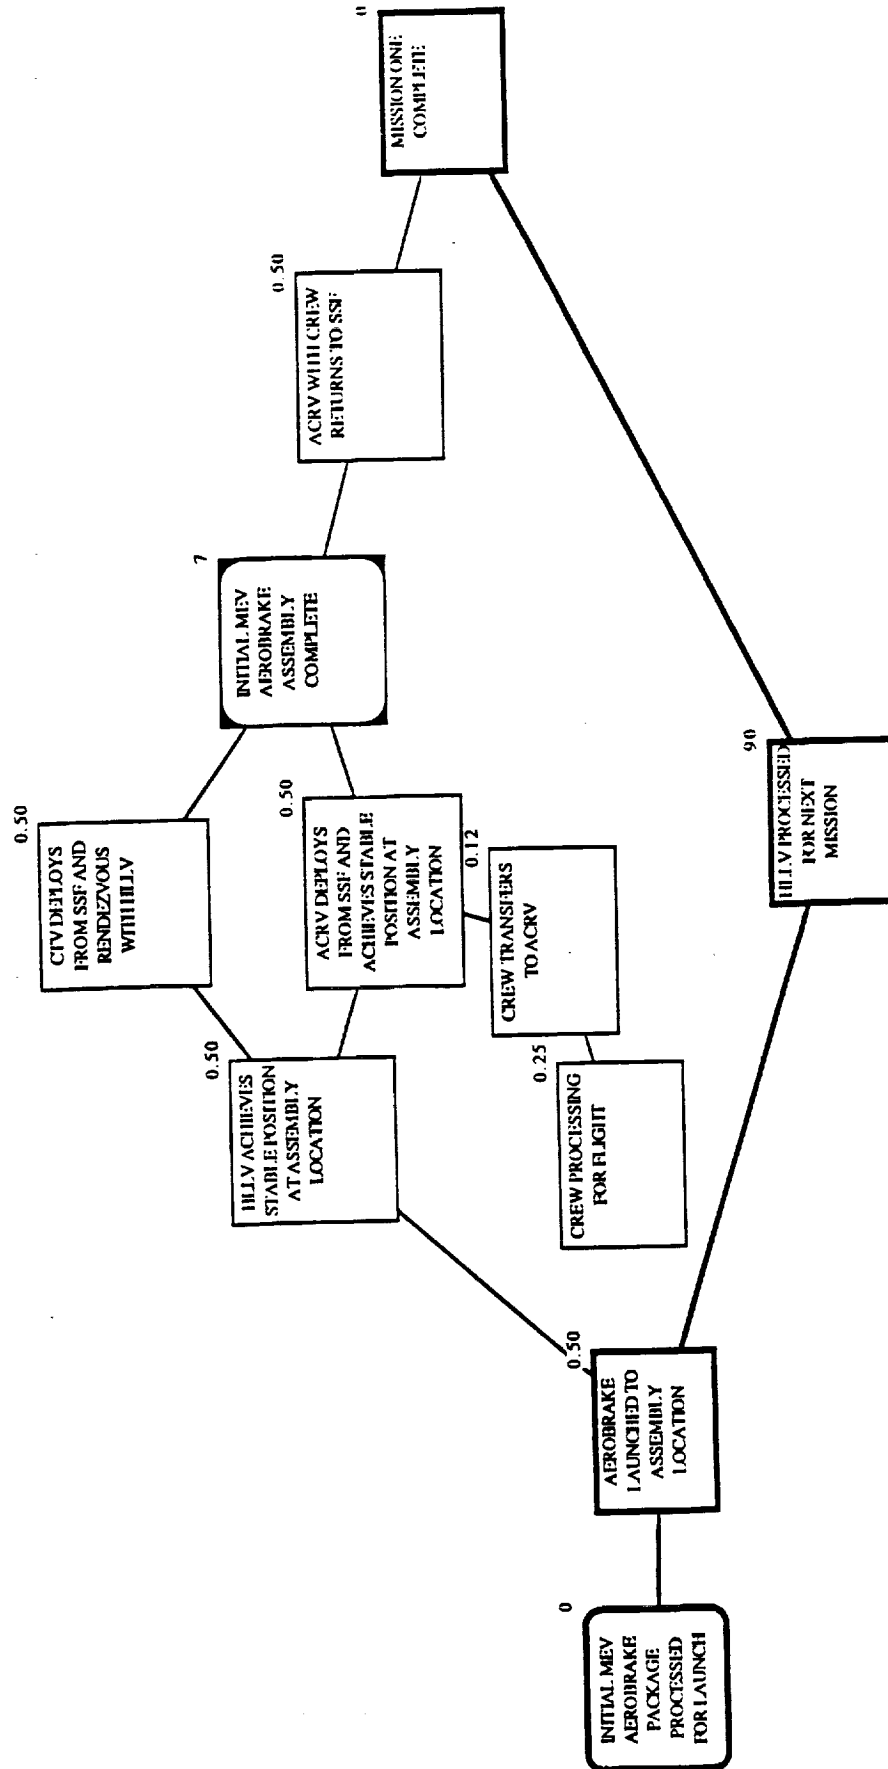 0
INITIAL MEV
AEROBRAKE
PACKAGE
PROCESSED
FOR LAUNCH
0.50
AEROBRAKE
LAUNCHED TO
ASSEMBLY
LOCATION
0.50
HLLV ACHIEVES
STABLE POSITION
AT ASSEMBLY
LOCATION
0.25
CREW PROCESSING
FOR FLIGHT
0.50
CTV DEPLOYS
FROM SSF AND
RENDEZVOUS
WITH HLLV
0.50
ACRV DEPLOYS
FROM SSF AND
ACHIEVES STABLE
POSITION AT
ASSEMBLY
LOCATION
0.12
CREW TRANSFERS
TO ACRV
90
HLLV PROCESSED
FOR NEXT
MISSION
7
INITIAL MEV
AEROBRAKE
ASSEMBLY
COMPLETE
0.50
ACRV WITH CREW
RETURNS TO SSF
0
MISSION ONE
COMPLETE